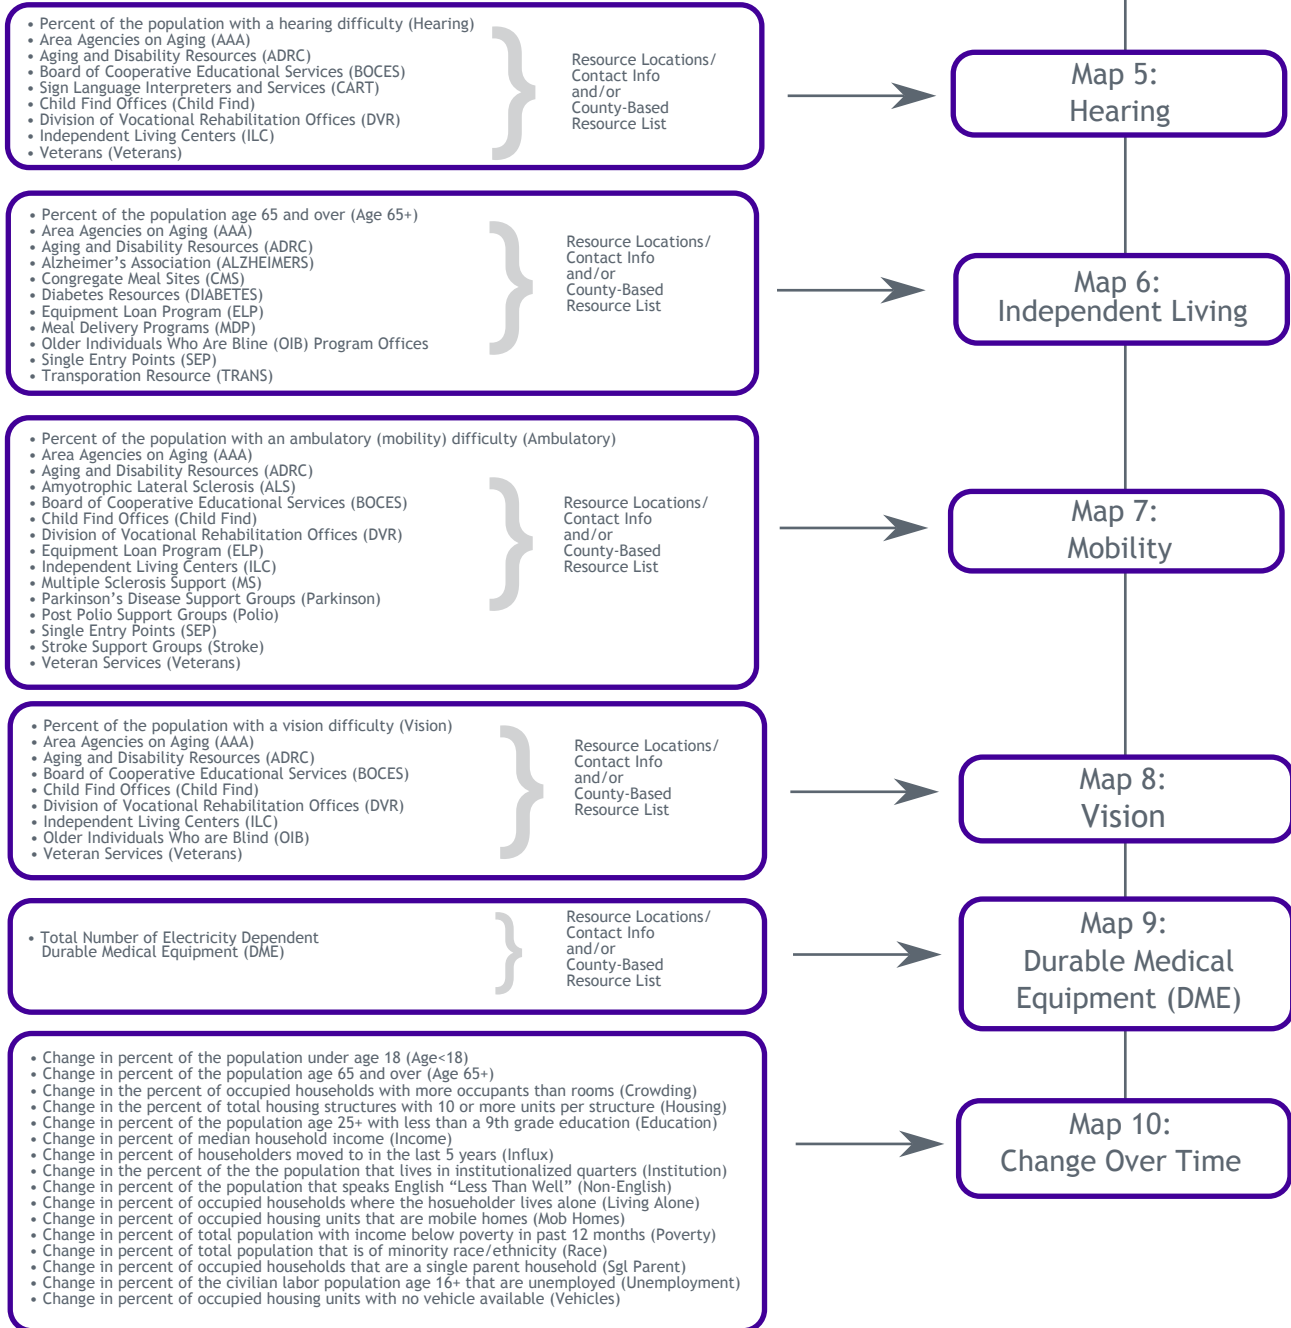 • Percent of the population with a hearing difficulty (Hearing)
• Area Agencies on Aging (AAA)
• Aging and Disability Resources (ADRC)
• Board of Cooperative Educational Services (BOCES)
• Sign Language Interpreters and Services (CART)
• Child Find Offices (Child Find)
• Division of Vocational Rehabilitation Offices (DVR)
• Independent Living Centers (ILC)
• Veterans (Veterans)
Resource Locations/
Contact Info
and/or
County-Based
Resource List
Map 5:
Hearing
• Percent of the population age 65 and over (Age 65+)
• Area Agencies on Aging (AAA)
• Aging and Disability Resources (ADRC)
• Alzheimer's Association (ALZHEIMERS)
• Congregate Meal Sites (CMS)
• Diabetes Resources (DIABETES)
• Equipment Loan Program (ELP)
• Meal Delivery Programs (MDP)
• Older Individuals Who Are Bline (OIB) Program Offices
• Single Entry Points (SEP)
• Transporation Resource (TRANS)
Resource Locations/
Contact Info
and/or
County-Based
Resource List
Map 6:
Independent Living
• Percent of the population with an ambulatory (mobility) difficulty (Ambulatory)
• Area Agencies on Aging (AAA)
• Aging and Disability Resources (ADRC)
• Amyotrophic Lateral Sclerosis (ALS)
• Board of Cooperative Educational Services (BOCES)
• Child Find Offices (Child Find)
• Division of Vocational Rehabilitation Offices (DVR)
• Equipment Loan Program (ELP)
• Independent Living Centers (ILC)
• Multiple Sclerosis Support (MS)
• Parkinson's Disease Support Groups (Parkinson)
• Post Polio Support Groups (Polio)
• Single Entry Points (SEP)
• Stroke Support Groups (Stroke)
• Veteran Services (Veterans)
Resource Locations/
Contact Info
and/or
County-Based
Resource List
Map 7:
Mobility
• Percent of the population with a vision difficulty (Vision)
• Area Agencies on Aging (AAA)
• Aging and Disability Resources (ADRC)
• Board of Cooperative Educational Services (BOCES)
• Child Find Offices (Child Find)
• Division of Vocational Rehabilitation Offices (DVR)
• Independent Living Centers (ILC)
• Older Individuals Who are Blind (OIB)
• Veteran Services (Veterans)
Resource Locations/
Contact Info
and/or
County-Based
Resource List
Map 8:
Vision
• Total Number of Electricity Dependent
Durable Medical Equipment (DME)
Resource Locations/
Contact Info
and/or
County-Based
Resource List
Map 9:
Durable Medical
Equipment (DME)
• Change in percent of the population under age 18 (Age<18)
• Change in percent of the population age 65 and over (Age 65+)
• Change in the percent of occupied households with more occupants than rooms (Crowding)
• Change in the percent of total housing structures with 10 or more units per structure (Housing)
• Change in percent of the population age 25+ with less than a 9th grade education (Education)
• Change in percent of median household income (Income)
• Change in percent of householders moved to in the last 5 years (Influx)
• Change in the percent of the the population that lives in institutionalized quarters (Institution)
• Change in percent of the population that speaks English “Less Than Well” (Non-English)
• Change in percent of occupied households where the hosueholder lives alone (Living Alone)
• Change in percent of occupied housing units that are mobile homes (Mob Homes)
• Change in percent of total population with income below poverty in past 12 months (Poverty)
• Change in percent of total population that is of minority race/ethnicity (Race)
• Change in percent of occupied households that are a single parent household (Sgl Parent)
• Change in percent of the civilian labor population age 16+ that are unemployed (Unemployment)
• Change in percent of occupied housing units with no vehicle available (Vehicles)
Map 10:
Change Over Time